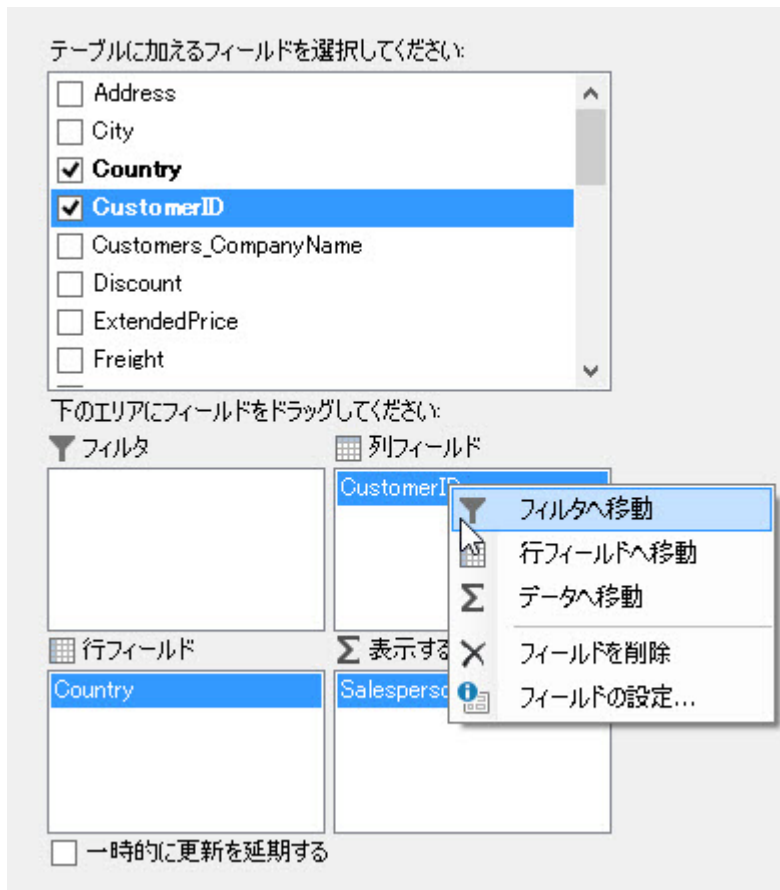 テーブルに加えるフィールドを選択してください:
Address
City
Country
CustomerID
Customers_CompanyName
Discount
ExtendedPrice
Freight
下のエリアにフィールドをドラッグしてください:
フィルタ
列フィールド
CustomerID
フィルタへ移動
行フィールドへ移動
データへ移動
フィールドを削除
フィールドの設定...
行フィールド
表示する
Country
Salesperso
一時的に更新を延期する